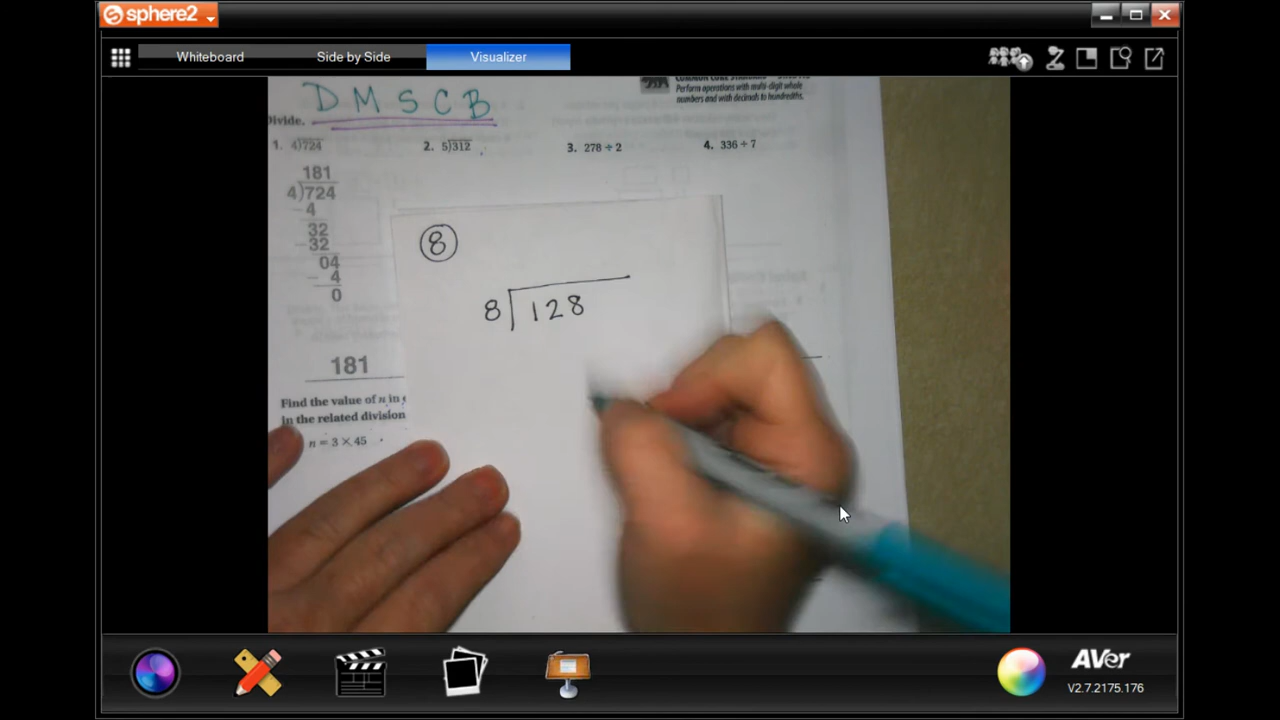 sphere2
Whiteboard Side by Side Visualizer
D M S C B
COMMON CORE STANDARD
Perform operations with multi-digit whole
numbers and with decimals to hundredths.
Divide.
1. 4)724 2. 5)312 3. 278 ÷ 2 4. 336 ÷ 7
181
4)724
-4
32
-32
04
- 4
0
8
8)128
181
Find the value of n in
in the related division
n = 3 × 45
AVer
V2.7.2175.176